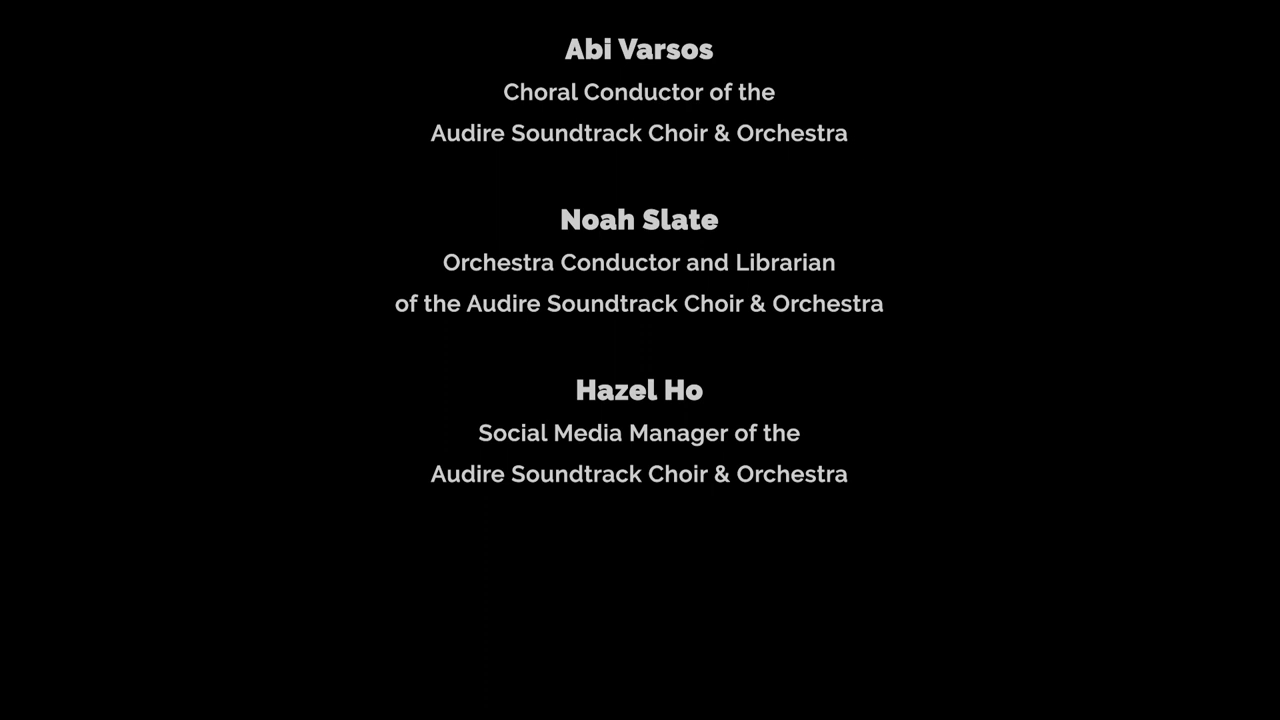 Abi Varsos
Choral Conductor of the
Audire Soundtrack Choir & Orchestra
Noah Slate
Orchestra Conductor and Librarian
of the Audire Soundtrack Choir & Orchestra
Hazel Ho
Social Media Manager of the
Audire Soundtrack Choir & Orchestra